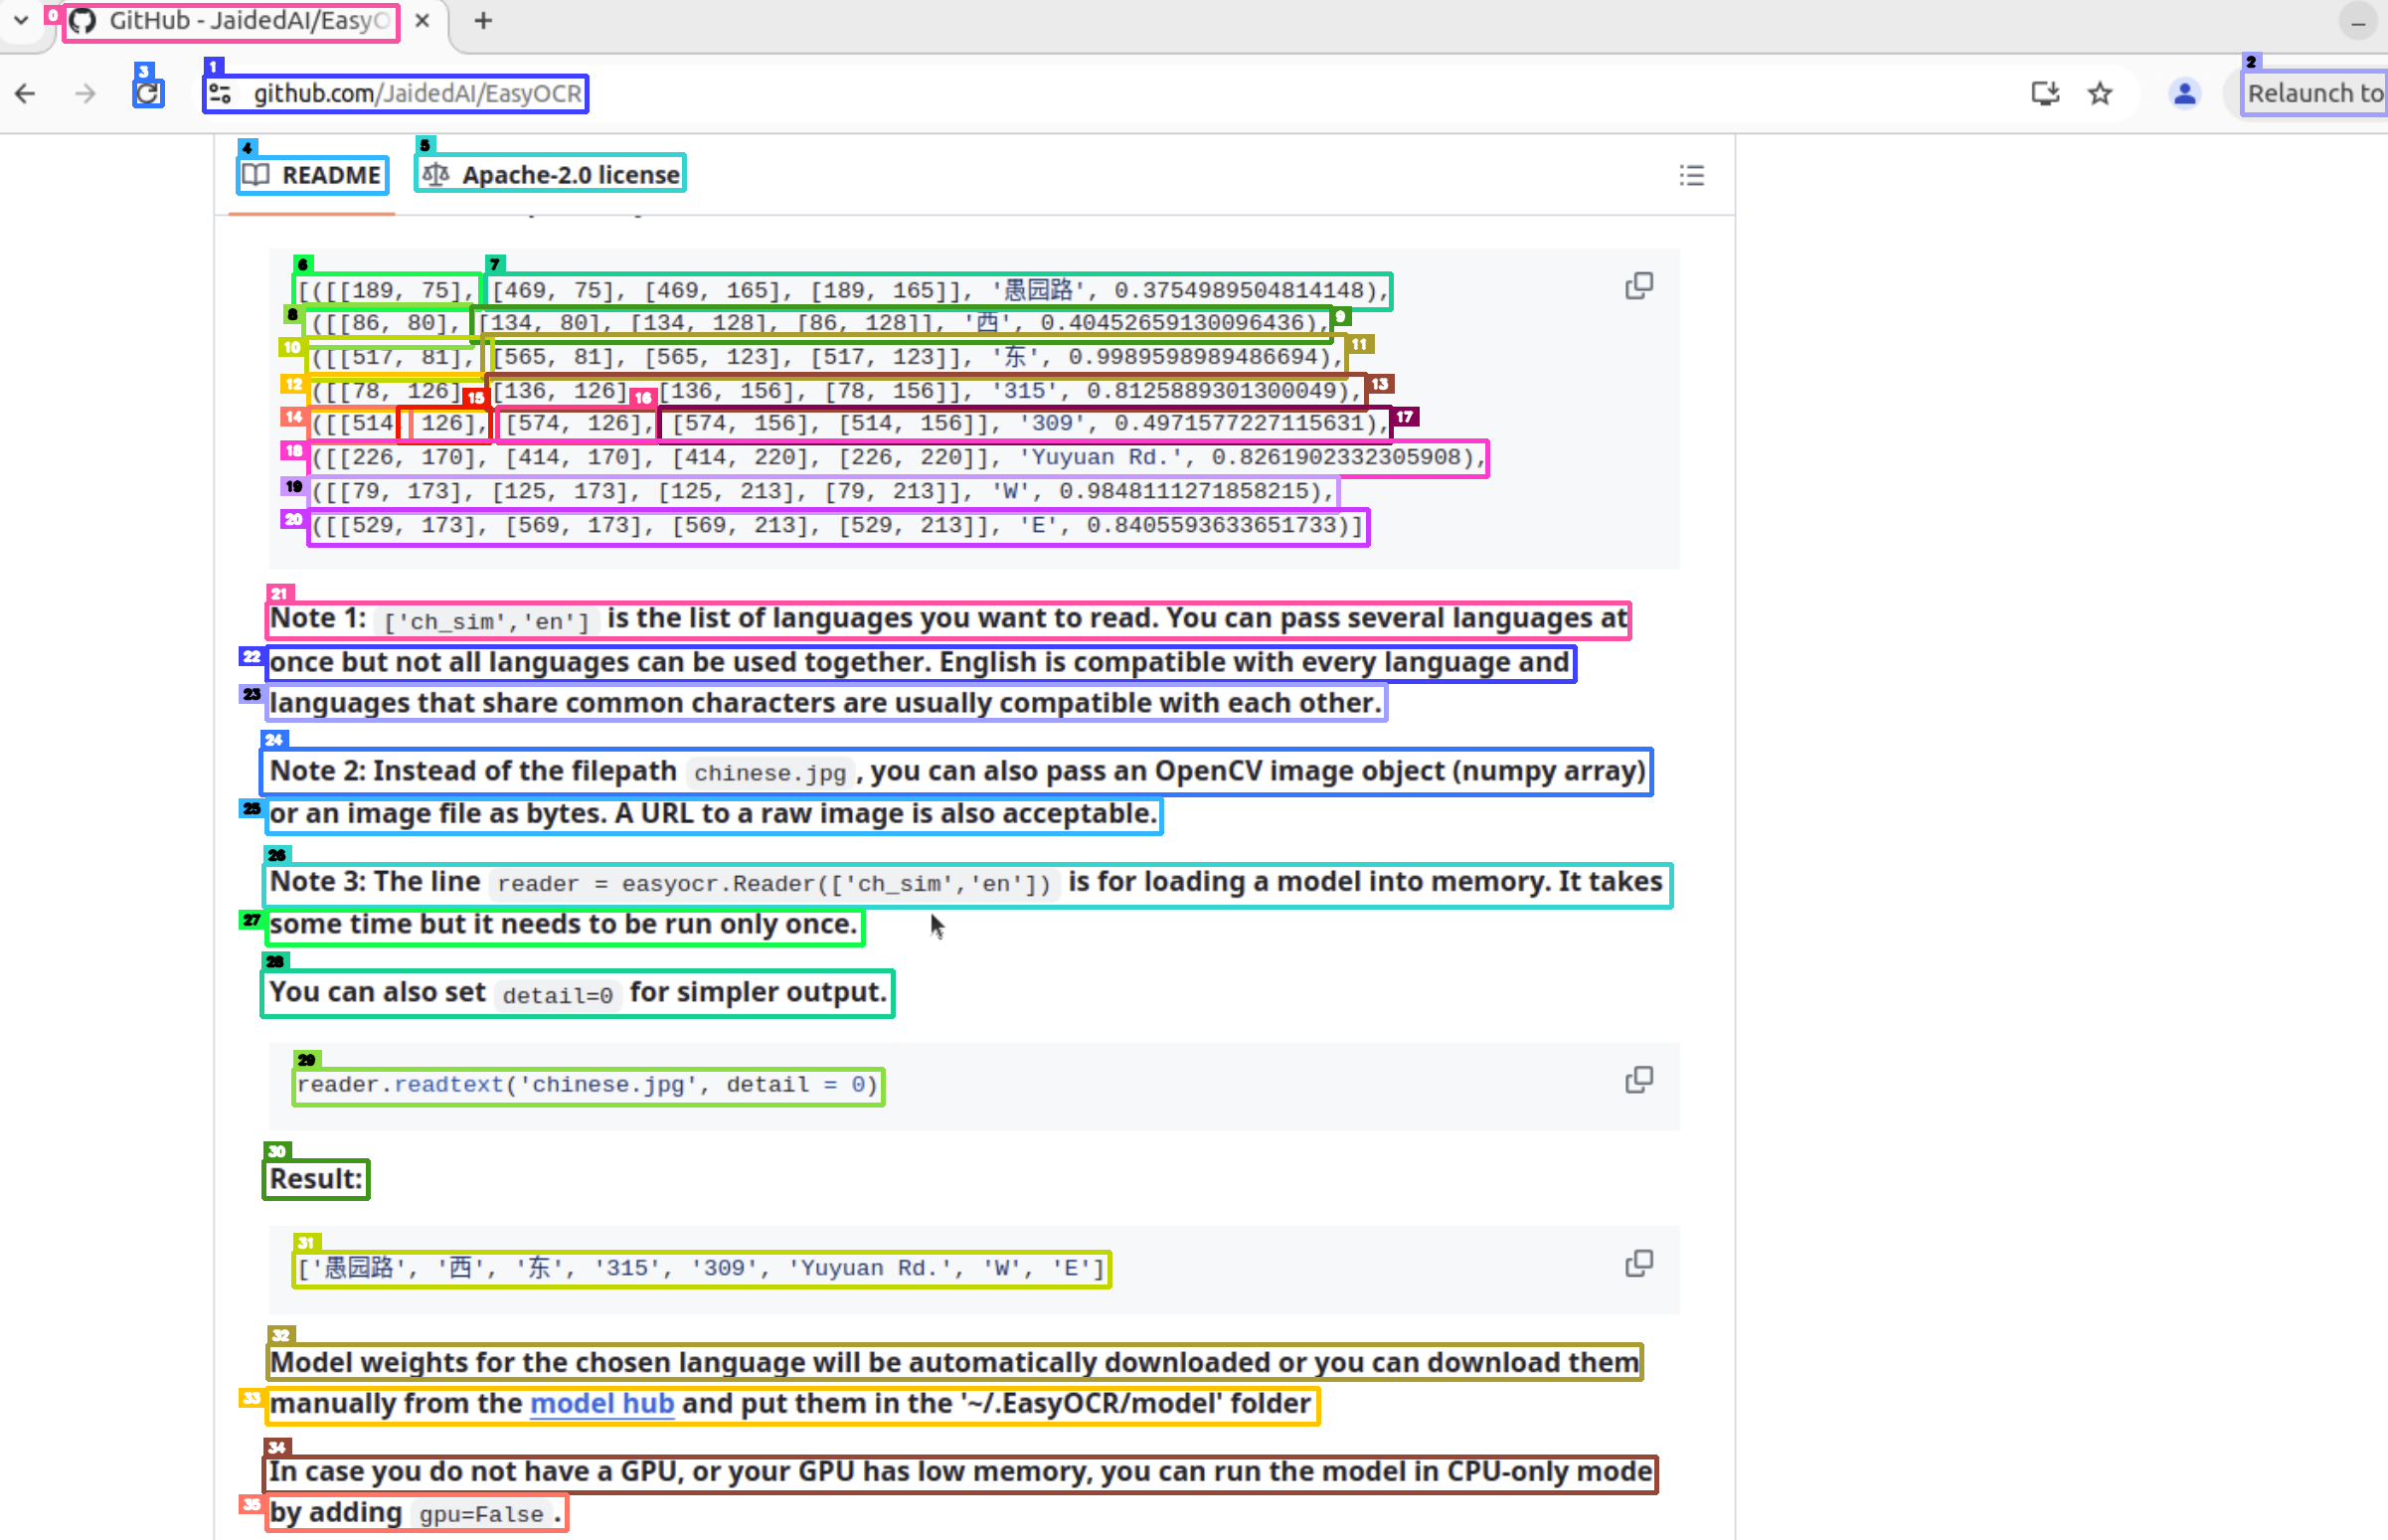 GitHub - JaidedAI/EasyO
github.com/JaidedAI/EasyOCR
Relaunch to
README
Apache-2.0 license
[([[189, 75], [469, 75], [469, 165], [189, 165]], '愚园路', 0.3754989504814148),
([[86, 80], [134, 80], [134, 128], [86, 128]], '西', 0.40452659130096436),
([[517, 81], [565, 81], [565, 123], [517, 123]], '东', 0.9989598989486694),
([[78, 126], [136, 126], [136, 156], [78, 156]], '315', 0.8125889301300049),
([[514, 126], [574, 126], [574, 156], [514, 156]], '309', 0.4971577227115631),
([[226, 170], [414, 170], [414, 220], [226, 220]], 'Yuyuan Rd.', 0.8261902332305908),
([[79, 173], [125, 173], [125, 213], [79, 213]], 'W', 0.9848111271858215),
([[529, 173], [569, 173], [569, 213], [529, 213]], 'E', 0.8405593633651733)]
Note 1: ['ch_sim','en'] is the list of languages you want to read. You can pass several languages at
once but not all languages can be used together. English is compatible with every language and
languages that share common characters are usually compatible with each other.
Note 2: Instead of the filepath chinese.jpg , you can also pass an OpenCV image object (numpy array)
or an image file as bytes. A URL to a raw image is also acceptable.
Note 3: The line reader = easyocr.Reader(['ch_sim','en']) is for loading a model into memory. It takes
some time but it needs to be run only once.
You can also set detail=0 for simpler output.
reader.readtext('chinese.jpg', detail = 0)
Result:
['愚园路', '西', '东', '315', '309', 'Yuyuan Rd.', 'W', 'E']
Model weights for the chosen language will be automatically downloaded or you can download them
manually from the model hub and put them in the '~/.EasyOCR/model' folder
In case you do not have a GPU, or your GPU has low memory, you can run the model in CPU-only mode
by adding gpu=False .
0
1
2
3
4
5
6
7
8
9
10
11
12
13
14
15
16
17
18
19
20
21
22
23
24
25
26
27
28
29
30
31
32
33
34
35